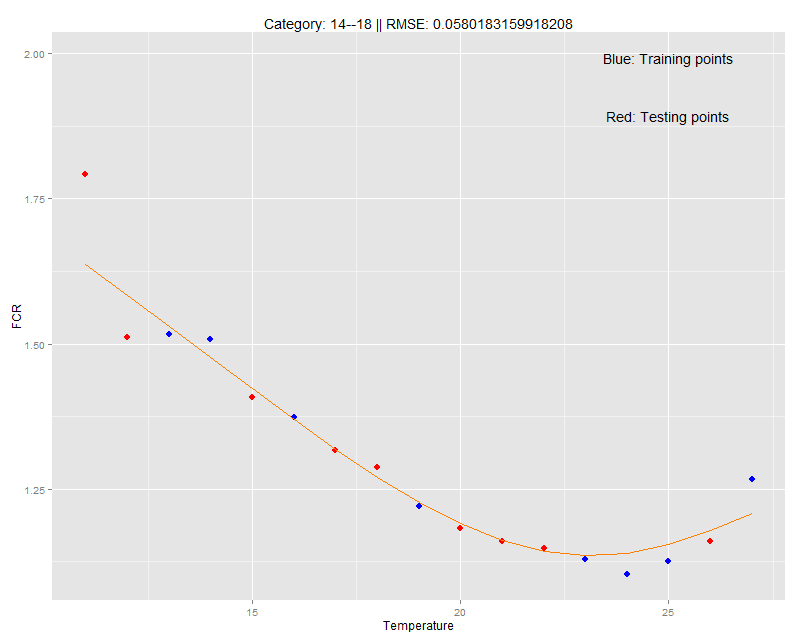 Category: 14--18 || RMSE: 0.0580183159918208
Blue: Training points
Red: Testing points
2.00
1.75
1.50
1.25
FCR
15 20 25
Temperature